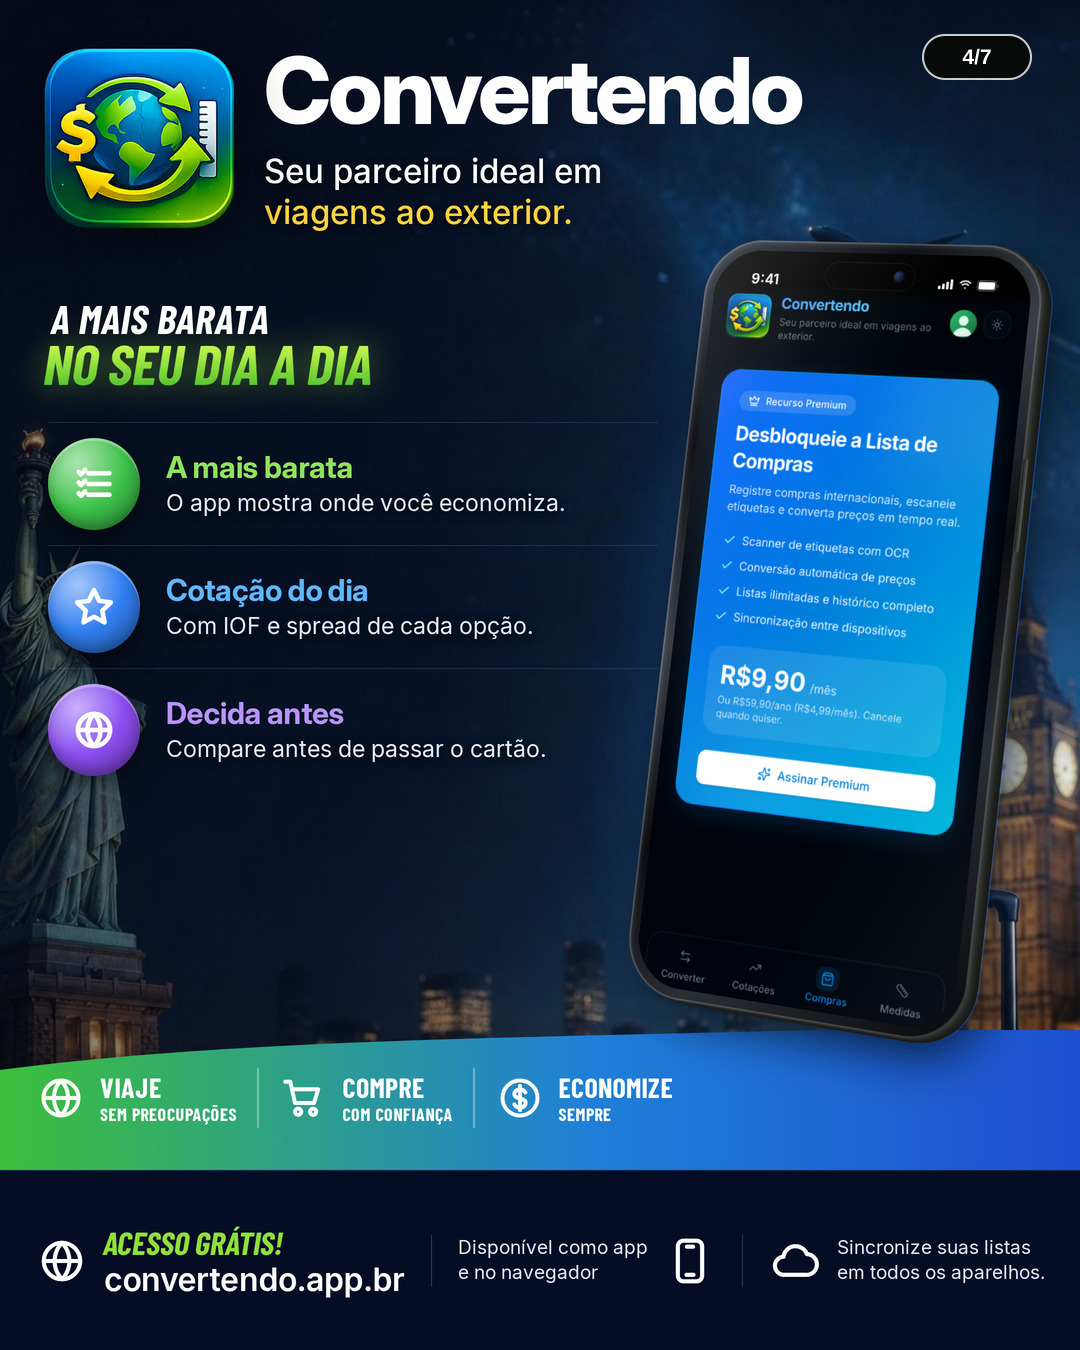 4/7
Convertendo
Seu parceiro ideal em
viagens ao exterior.
A MAIS BARATA
NO SEU DIA A DIA
A mais barata
O app mostra onde você economiza.
Cotação do dia
Com IOF e spread de cada opção.
Decida antes
Compare antes de passar o cartão.
9:41
Convertendo
Seu parceiro ideal em viagens ao
exterior.
Recurso Premium
Desbloqueie a Lista de
Compras
Registre compras internacionais, escaneie
etiquetas e converta preços em tempo real.
Scanner de etiquetas com OCR
Conversão automática de preços
Listas ilimitadas e histórico completo
Sincronização entre dispositivos
R$9,90 /mês
Ou R$59,90/ano (R$4,99/mês). Cancele
quando quiser.
Assinar Premium
Converter
Cotações
Compras
Medidas
VIAJE
SEM PREOCUPAÇÕES
COMPRE
COM CONFIANÇA
ECONOMIZE
SEMPRE
ACESSO GRÁTIS!
convertendo.app.br
Disponível como app
e no navegador
Sincronize suas listas
em todos os aparelhos.